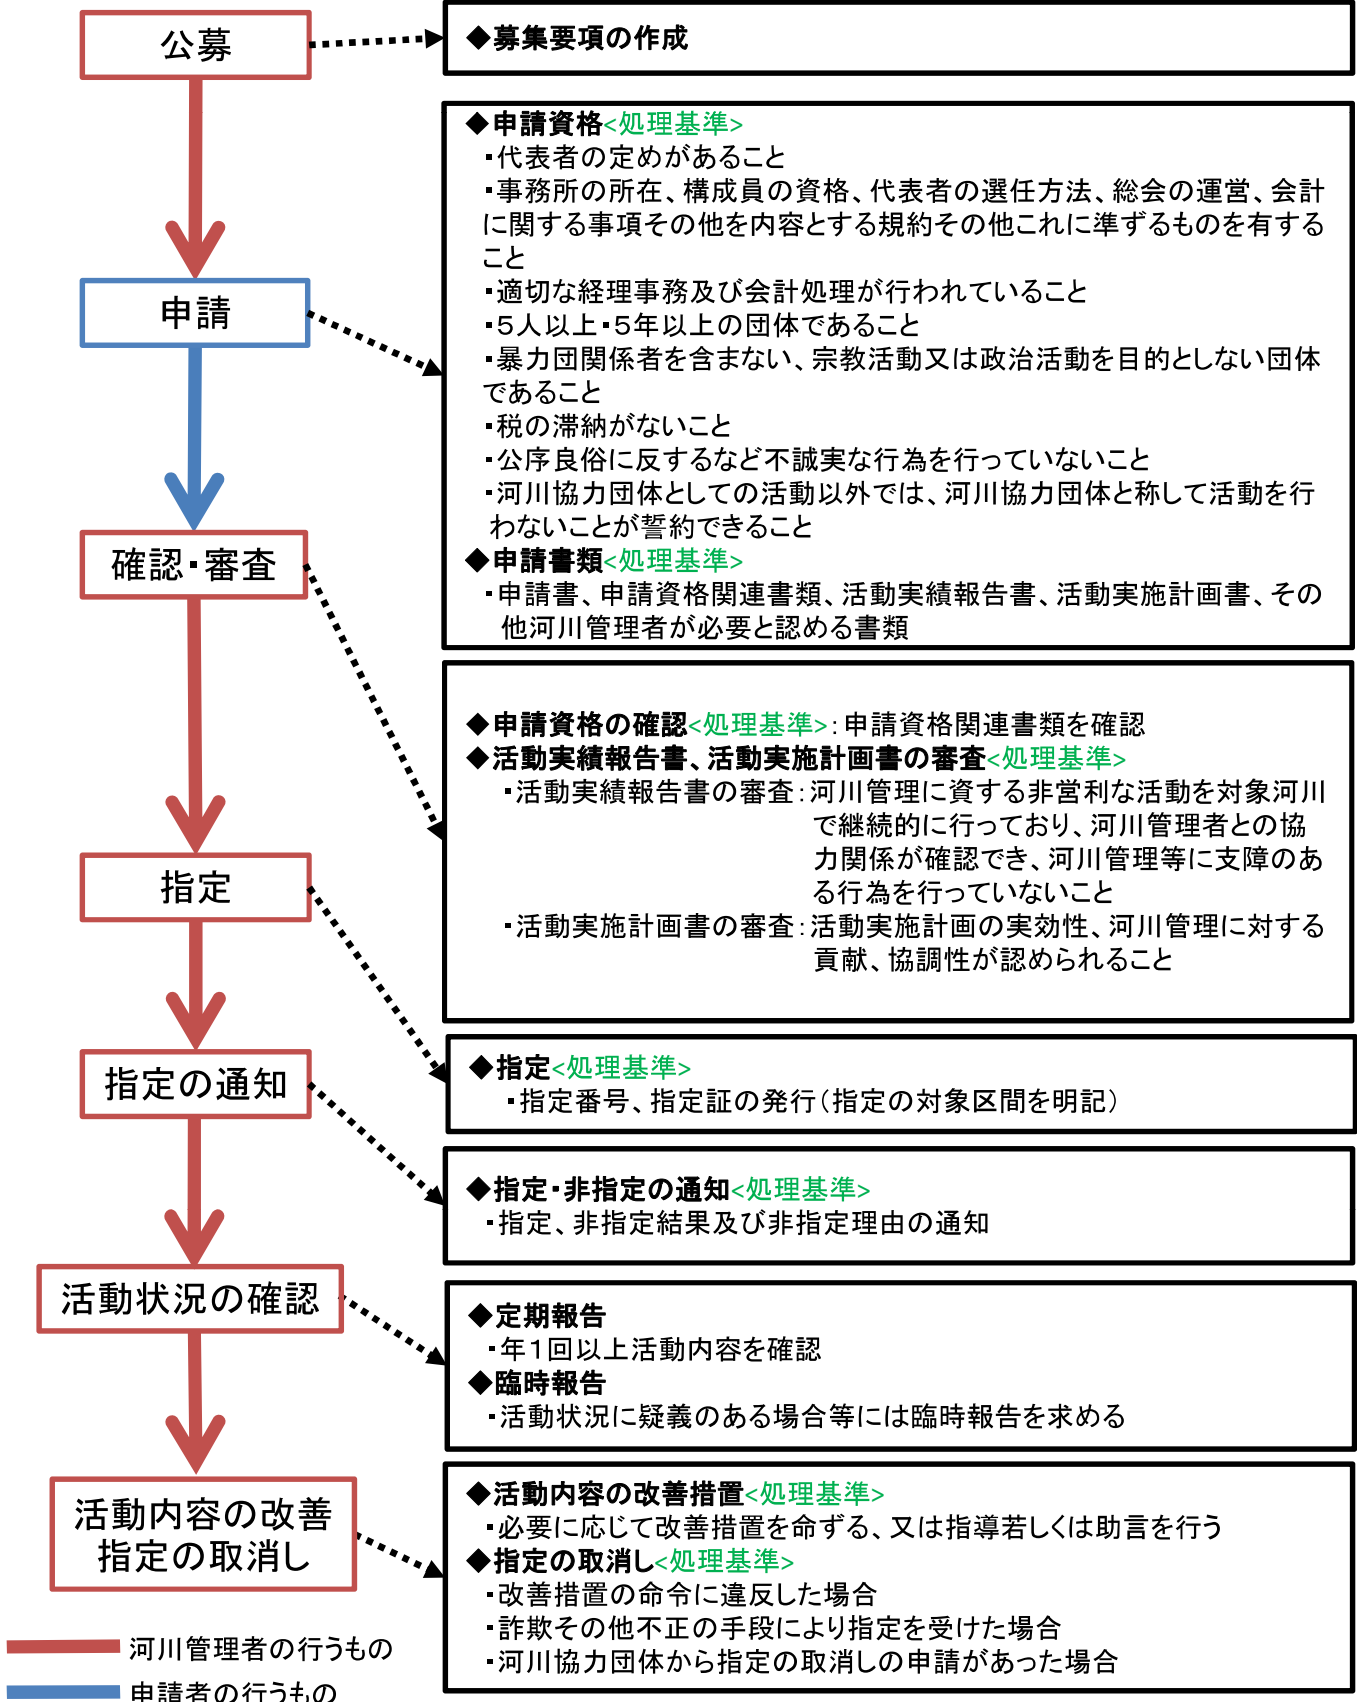 公募
◆募集要項の作成
申請
◆申請資格<処理基準>
・代表者の定めがあること
・事務所の所在、構成員の資格、代表者の選任方法、総会の運営、会計
に関する事項その他を内容とする規約その他これに準ずるものを有する
こと
・適切な経理事務及び会計処理が行われていること
・5人以上・5年以上の団体であること
・暴力団関係者を含まない、宗教活動又は政治活動を目的としない団体
であること
・税の滞納がないこと
・公序良俗に反するなど不誠実な行為を行っていないこと
・河川協力団体としての活動以外では、河川協力団体と称して活動を行
わないことが誓約できること
◆申請書類<処理基準>
・申請書、申請資格関連書類、活動実績報告書、活動実施計画書、その
他河川管理者が必要と認める書類
確認・審査
◆申請資格の確認<処理基準>：申請資格関連書類を確認
◆活動実績報告書、活動実施計画書の審査<処理基準>
・活動実績報告書の審査：河川管理に資する非営利な活動を対象河川
で継続的に行っており、河川管理者との協
力関係が確認でき、河川管理等に支障のあ
る行為を行っていないこと
・活動実施計画書の審査：活動実施計画の実効性、河川管理に対する
貢献、協調性が認められること
指定
◆指定<処理基準>
・指定番号、指定証の発行（指定の対象区間を明記）
指定の通知
◆指定・非指定の通知<処理基準>
・指定、非指定結果及び非指定理由の通知
活動状況の確認
◆定期報告
・年1回以上活動内容を確認
◆臨時報告
・活動状況に疑義のある場合等には臨時報告を求める
活動内容の改善
指定の取消し
◆活動内容の改善措置<処理基準>
・必要に応じて改善措置を命ずる、又は指導若しくは助言を行う
◆指定の取消し<処理基準>
・改善措置の命令に違反した場合
・詐欺その他不正の手段により指定を受けた場合
・河川協力団体から指定の取消しの申請があった場合
河川管理者の行うもの
申請者の行うもの